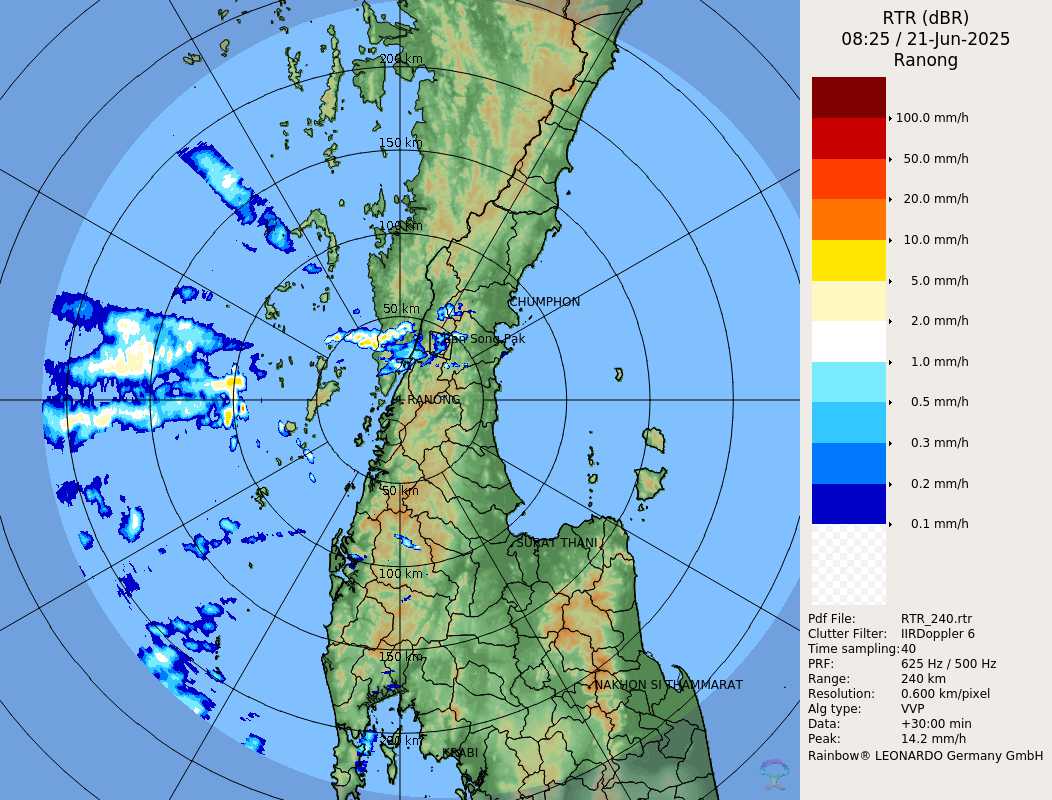 RTR (dBR)
08:25 / 21-Jun-2025
Ranong
100.0 mm/h
50.0 mm/h
20.0 mm/h
10.0 mm/h
5.0 mm/h
2.0 mm/h
1.0 mm/h
0.5 mm/h
0.3 mm/h
0.2 mm/h
0.1 mm/h
Pdf File: RTR_240.rtr
Clutter Filter: IIRDoppler 6
Time sampling:40
PRF: 625 Hz / 500 Hz
Range: 240 km
Resolution: 0.600 km/pixel
Alg type: VVP
Data: +30:00 min
Peak: 14.2 mm/h
Rainbow® LEONARDO Germany GmbH
200 km
150 km
100 km
50 km
CHUMPHON
Ban Song Pak
RANONG
50 km
SURAT THANI
100 km
150 km
NAKHON SI THAMMARAT
200 km
KRABI